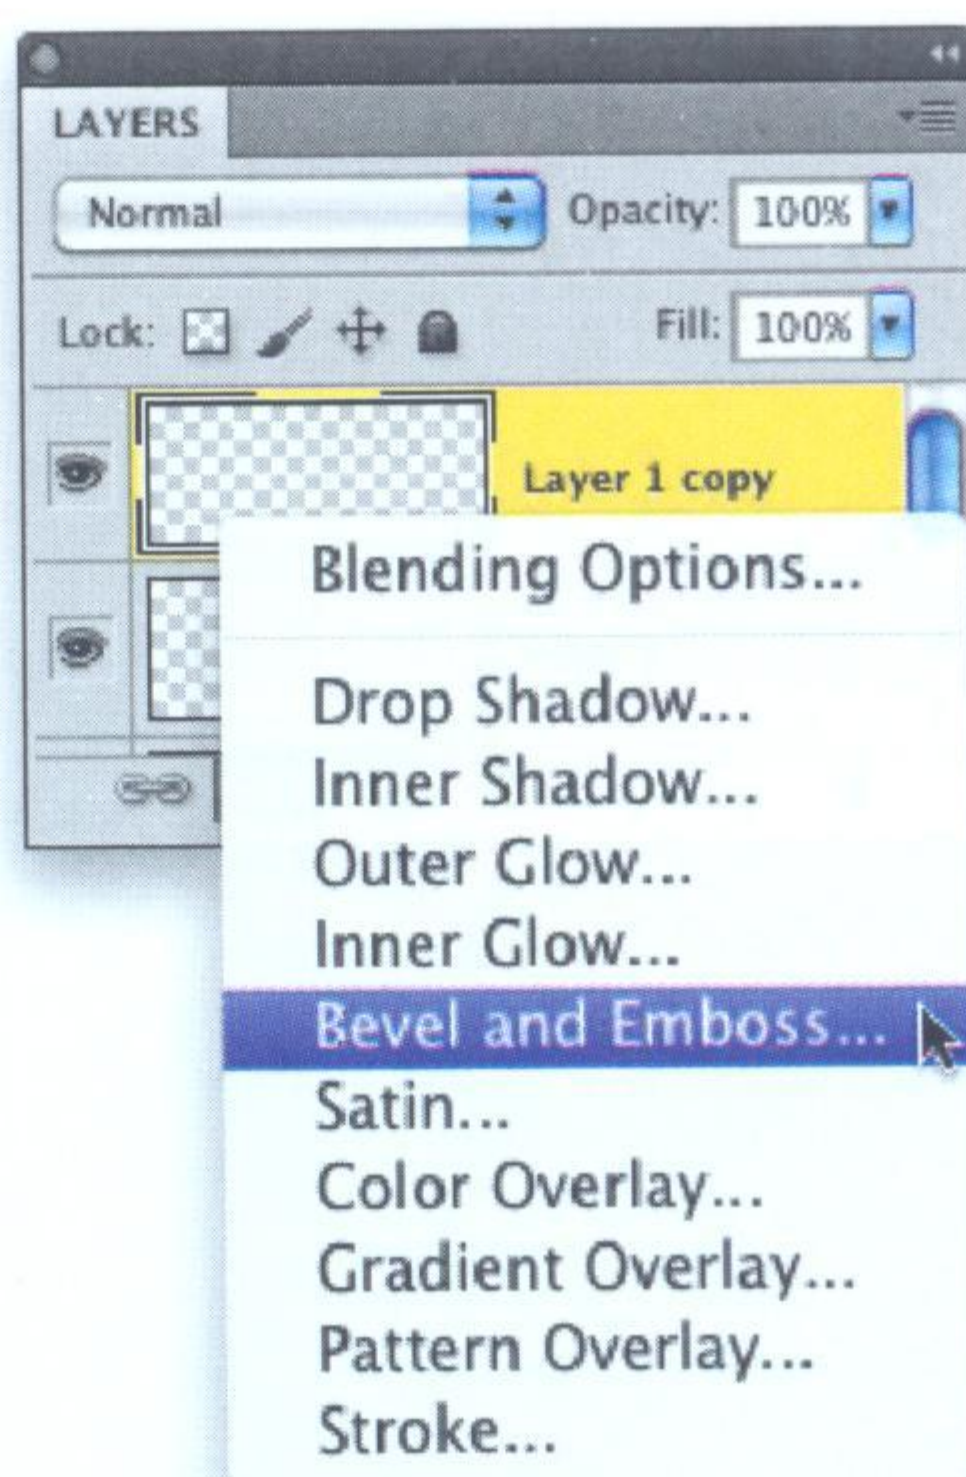 LAYERS
Normal Opacity: 100%
Lock: Fill: 100%
Layer 1 copy
Blending Options...
Drop Shadow...
Inner Shadow...
Outer Glow...
Inner Glow...
Bevel and Emboss...
Satin...
Color Overlay...
Gradient Overlay...
Pattern Overlay...
Stroke...